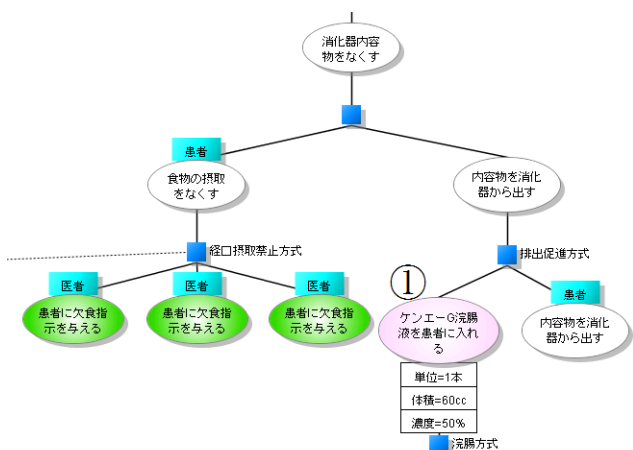 消化器内容
物をなくす
患者
食物の摂取
をなくす
内容物を消化
器から出す
経口摂取禁止方式
排出促進方式
医者
医者
医者
患者に欠食指
示を与える
患者に欠食指
示を与える
患者に欠食指
示を与える
①
ケンエーG浣腸
液を患者に入れ
る
患者
内容物を消化
器から出す
単位=1本
体積=60cc
濃度=50%
浣腸方式